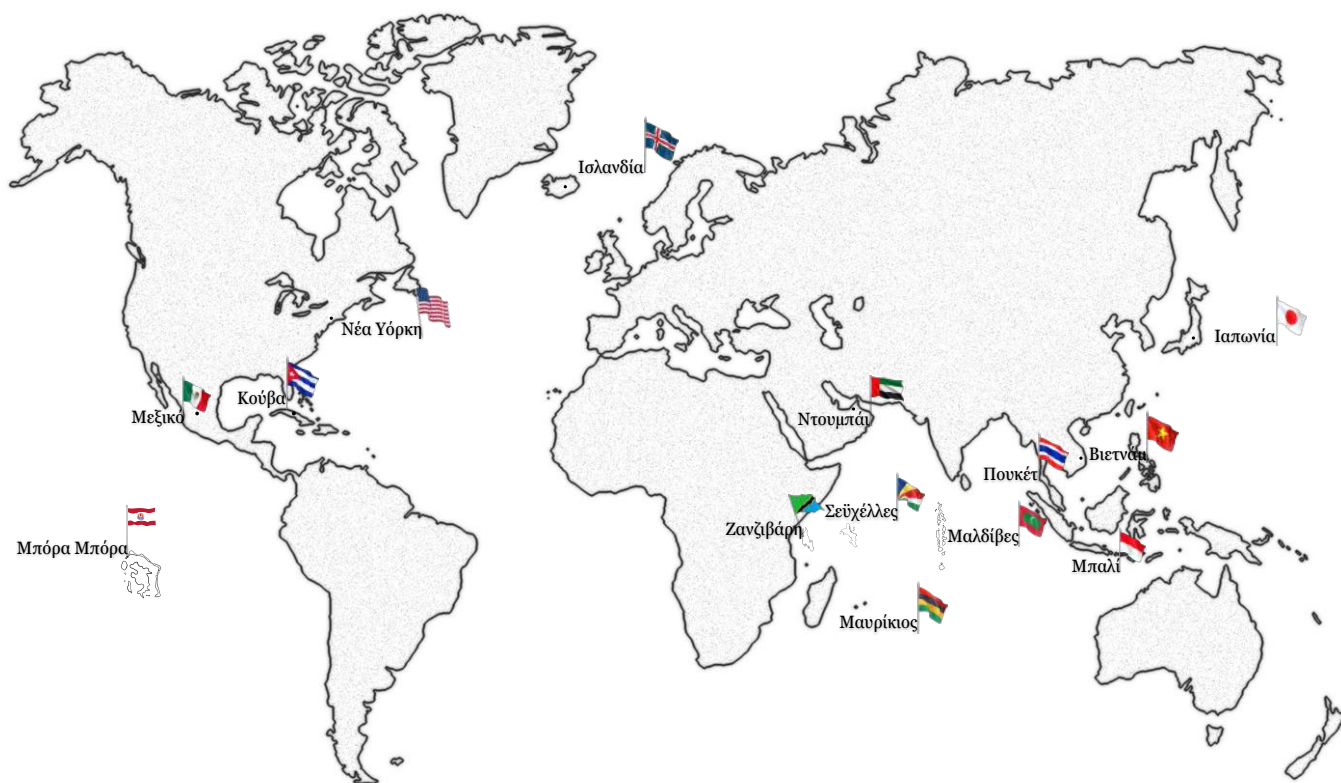 Ισλανδία
Νέα Υόρκη
Ιαπωνία
Κούβα
Μεξικό
Ντουμπάι
Βιετνάμ
Πουκέτ
Σεϋχέλλες
Ζανζιβάρη
Μαλδίβες
Μπόρα Μπόρα
Μπαλί
Μαυρίκιος